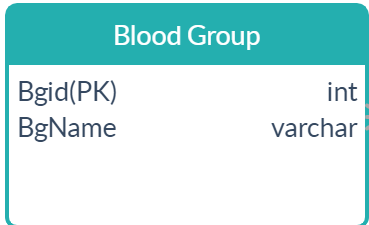 Blood Group
Bgid(PK) int
BgName varchar